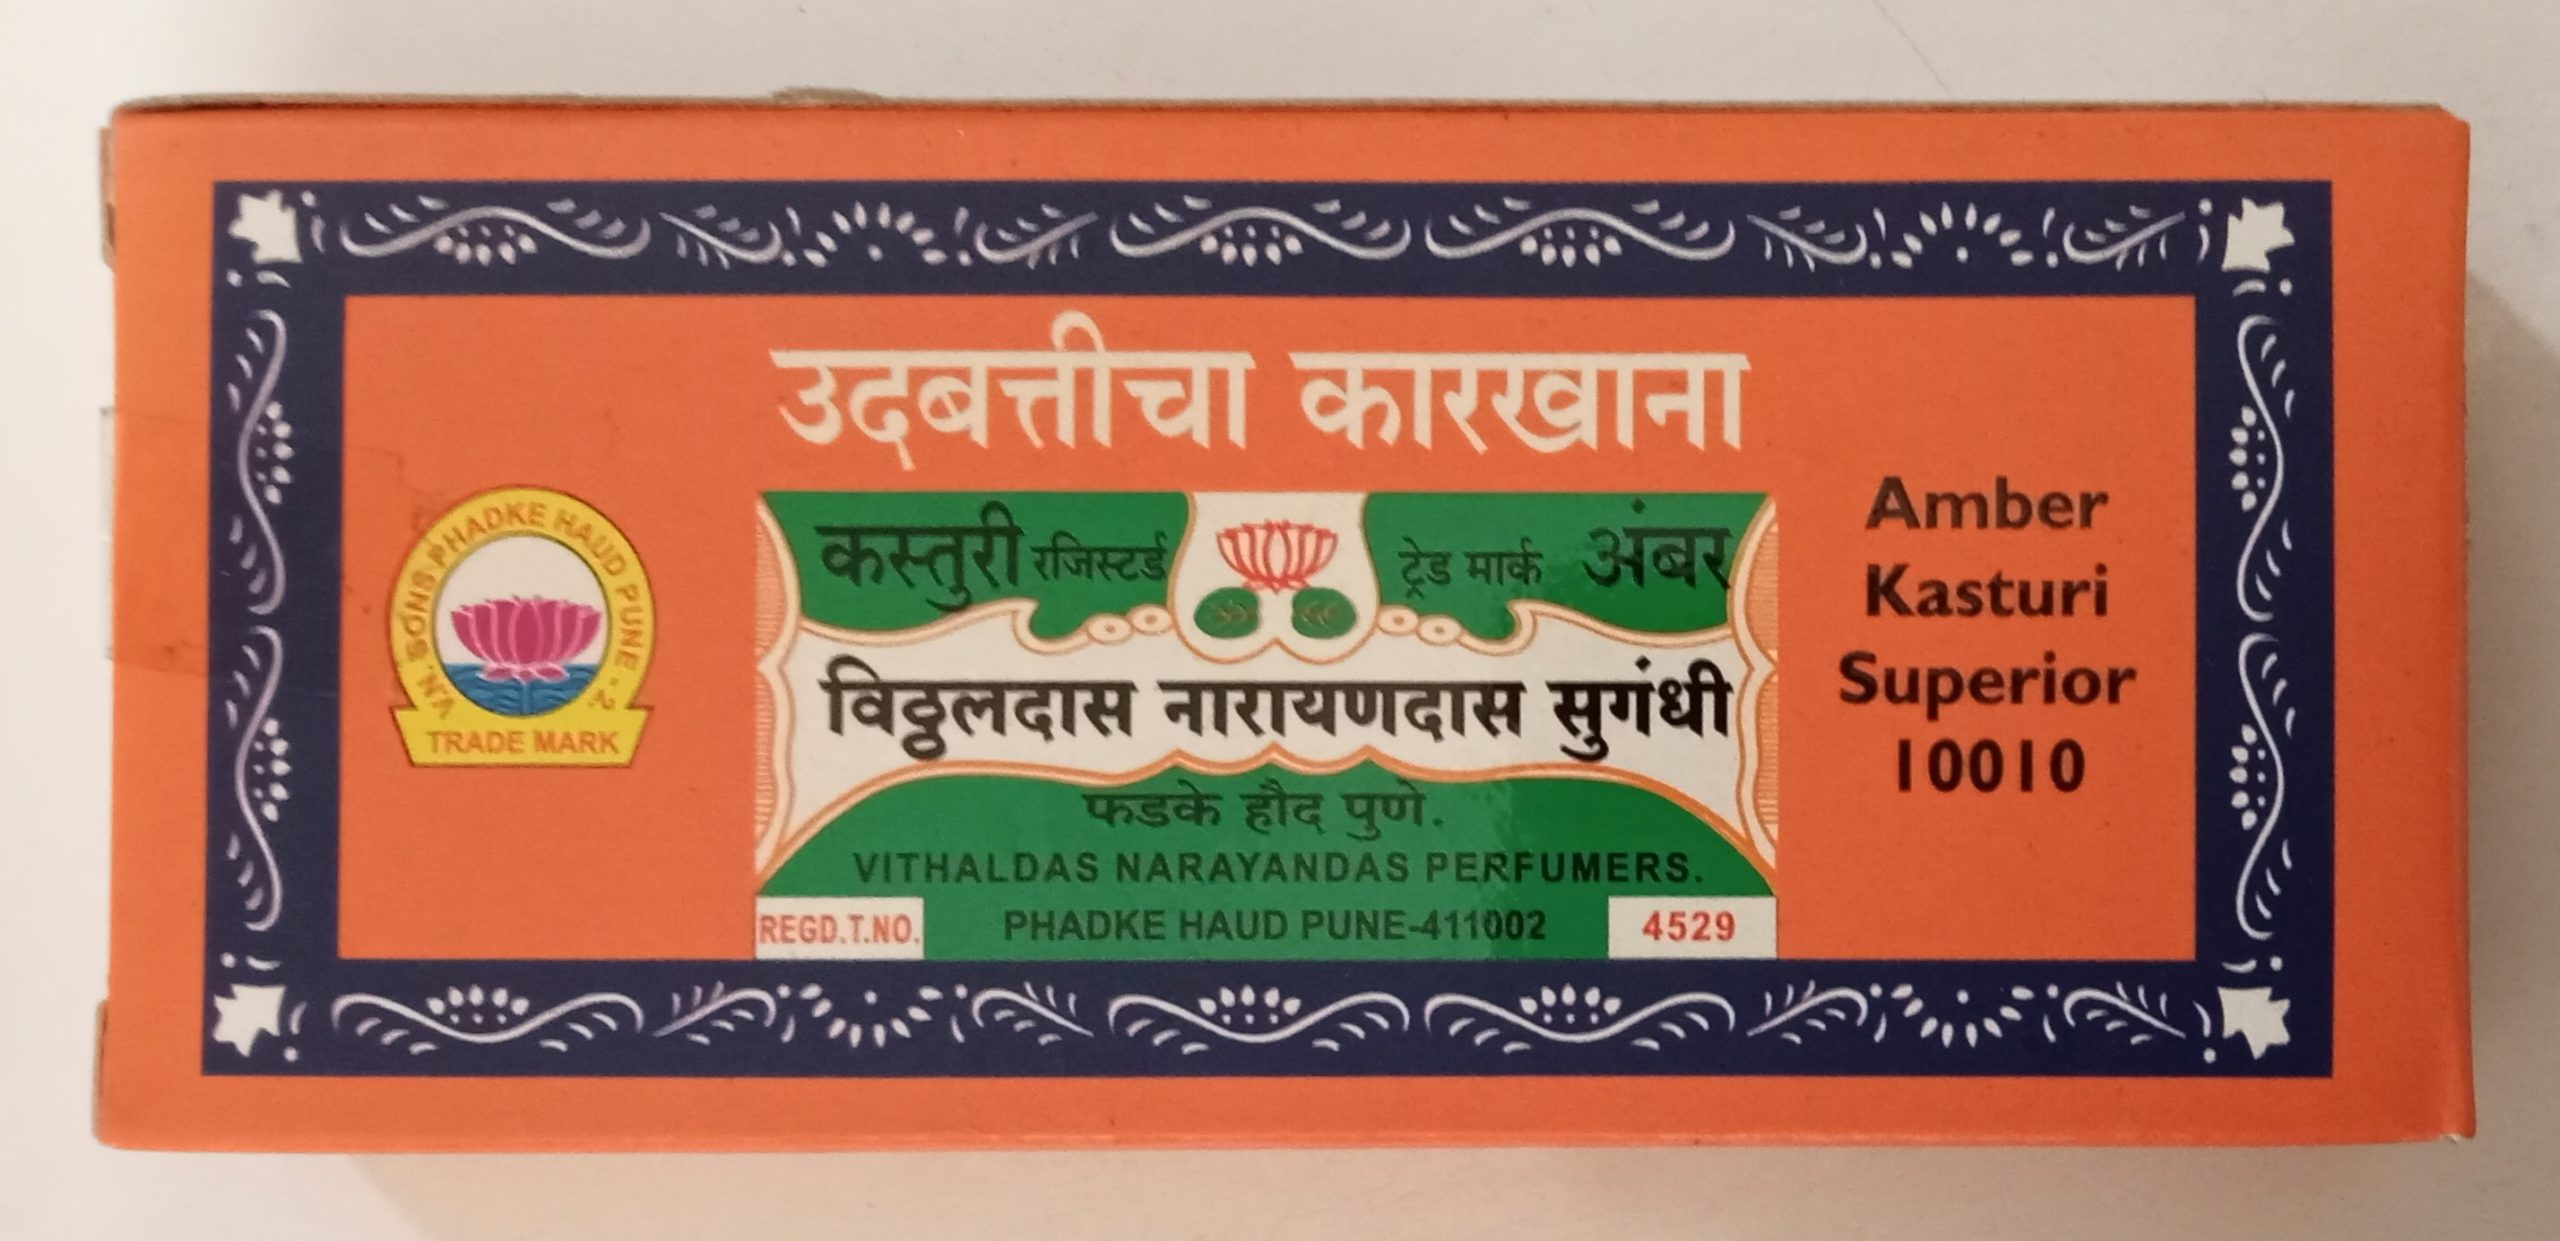 उदबत्तीचा कारखाना
V.N. SONS PHADKE HAUD PUNE - 2
TRADE MARK
कस्तुरी रजिस्टर्ड ट्रेड मार्क अंबर
विठ्ठलदास नारायणदास सुगंधी
फडके हौद पुणे.
VITHALDAS NARAYANDAS PERFUMERS.
REGD.T.NO. PHADKE HAUD PUNE-411002 4529
Amber
Kasturi
Superior
10010